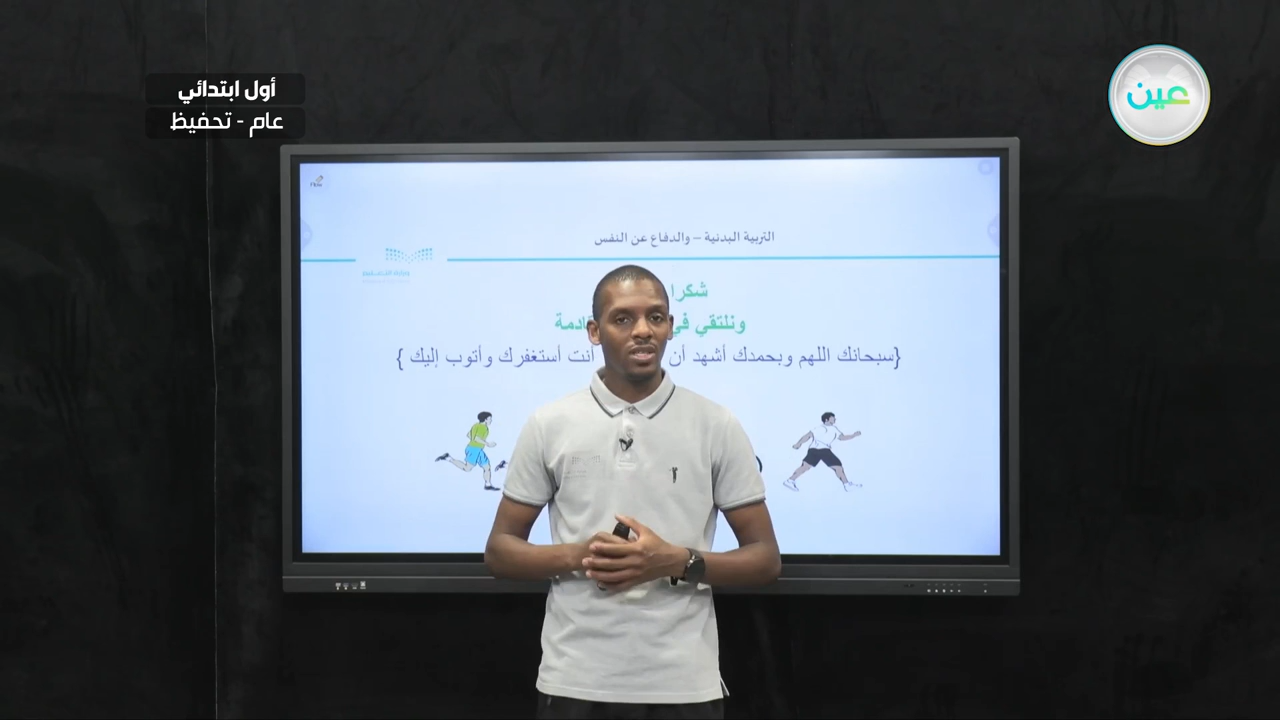 أول ابتدائي
عام - تحفيظ
عين
التربية البدنية – والدفاع عن النفس
شكرا
ونلتقي في
{سبحانك اللهم وبحمدك أشهد أن أنت أستغفرك وأتوب إليك }